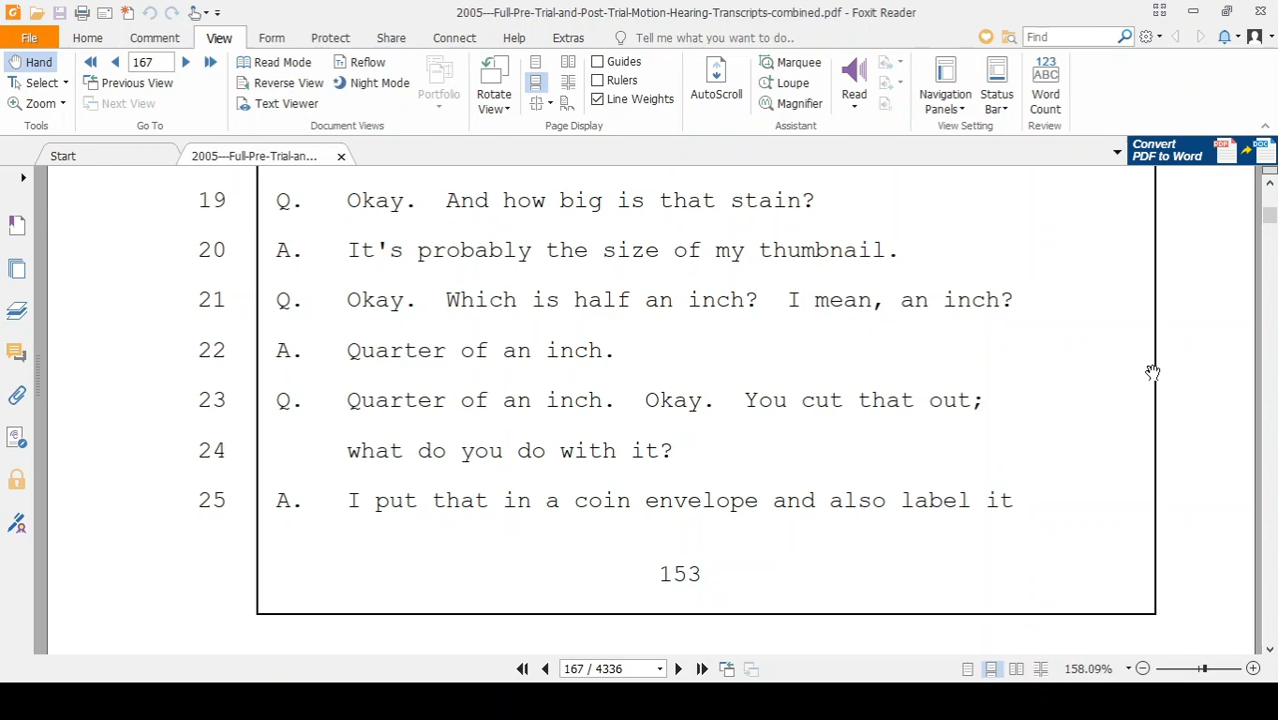 2005-Full-Pre-Trial-and-Post-Trial-Motion-Hearing-Transcripts-combined.pdf - Foxit Reader
File Home Comment View Form Protect Share Connect Help Extras Tell me what you want to do.. Find
Hand 167 Read Mode Reflow Guides Marquee
Select Previous View Reverse View Night Mode Portfolio Rotate View Rulers AutoScroll Loupe Read Navigation Panels Status Bar 123 ABC Word Count
Zoom Next View Text Viewer Line Weights Magnifier
Tools Go To Document Views Page Display Assistant View Setting Review
Start 2005---Full-Pre-Trial-an... Convert PDF to Word
19 Q. Okay. And how big is that stain?
20 A. It's probably the size of my thumbnail.
21 Q. Okay. Which is half an inch? I mean, an inch?
22 A. Quarter of an inch.
23 Q. Quarter of an inch. Okay. You cut that out;
24 what do you do with it?
25 A. I put that in a coin envelope and also label it
153
167 / 4336 158.09%